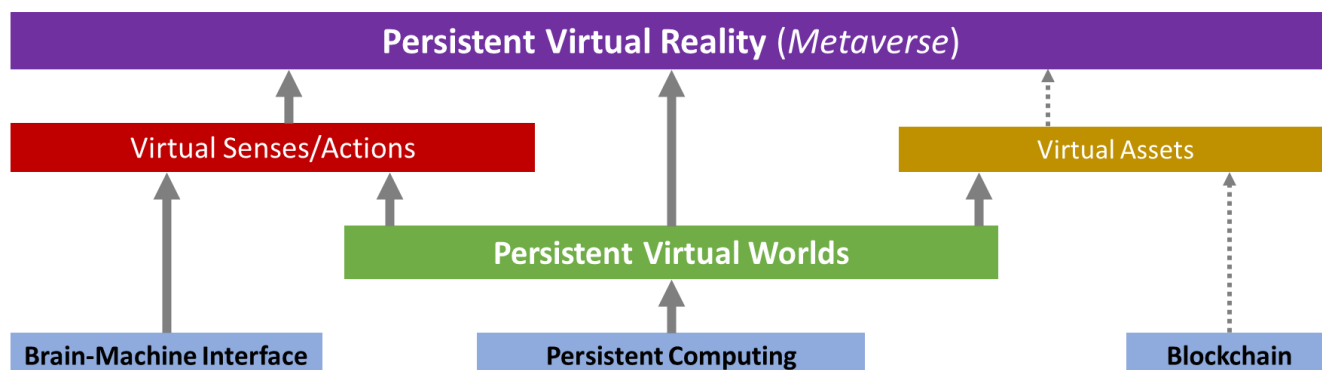 Persistent Virtual Reality (Metaverse)
Virtual Senses/Actions
Virtual Assets
Persistent Virtual Worlds
Brain-Machine Interface
Persistent Computing
Blockchain